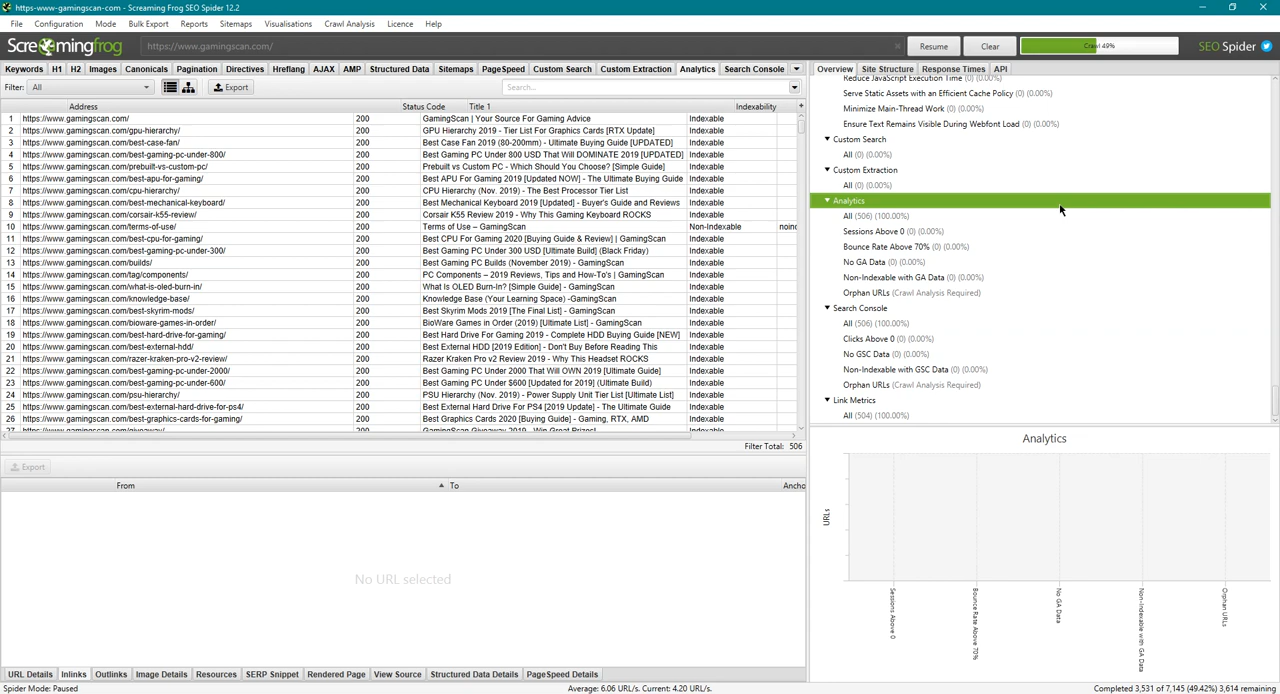 https-www-gamingscan-com - Screaming Frog SEO Spider 12.2
File Configuration Mode Bulk Export Reports Sitemaps Visualisations Crawl Analysis Licence Help
Screamingfrog https://www.gamingscan.com/ Resume Clear Crawl 49% SEO Spider
Keywords H1 H2 Images Canonicals Pagination Directives Hreflang AJAX AMP Structured Data Sitemaps PageSpeed Custom Search Custom Extraction Analytics Search Console
Filter: All Export Search...
Address Status Code Title 1 Indexability
1 https://www.gamingscan.com/ 200 GamingScan | Your Source For Gaming Advice Indexable
2 https://www.gamingscan.com/gpu-hierarchy/ 200 GPU Hierarchy 2019 - Tier List For Graphics Cards [RTX Update] Indexable
3 https://www.gamingscan.com/best-case-fan/ 200 Best Case Fan 2019 (80-200mm) - Ultimate Buying Guide [UPDATED] Indexable
4 https://www.gamingscan.com/best-gaming-pc-under-800/ 200 Best Gaming PC Under 800 USD That Will DOMINATE 2019 [UPDATED] Indexable
5 https://www.gamingscan.com/prebuilt-vs-custom-pc/ 200 Prebuilt vs Custom PC - Which Should You Choose? [Simple Guide] Indexable
6 https://www.gamingscan.com/best-apu-for-gaming/ 200 Best APU For Gaming 2019 [Updated NOW] - The Ultimate Buying Guide Indexable
7 https://www.gamingscan.com/cpu-hierarchy/ 200 CPU Hierarchy (Nov. 2019) - The Best Processor Tier List Indexable
8 https://www.gamingscan.com/best-mechanical-keyboard/ 200 Best Mechanical Keyboard 2019 [Updated] - Buyer's Guide and Reviews Indexable
9 https://www.gamingscan.com/corsair-k55-review/ 200 Corsair K55 Review 2019 - Why This Gaming Keyboard ROCKS Indexable
10 https://www.gamingscan.com/terms-of-use/ 200 Terms of Use – GamingScan Non-Indexable noind
11 https://www.gamingscan.com/best-cpu-for-gaming/ 200 Best CPU For Gaming 2020 [Buying Guide & Review] | GamingScan Indexable
12 https://www.gamingscan.com/best-gaming-pc-under-300/ 200 Best Gaming PC Under 300 USD [Ultimate Build] (Black Friday) Indexable
13 https://www.gamingscan.com/builds/ 200 Best Gaming PC Builds (November 2019) - GamingScan Indexable
14 https://www.gamingscan.com/tag/components/ 200 PC Components – 2019 Reviews, Tips and How-To's | GamingScan Indexable
15 https://www.gamingscan.com/what-is-oled-burn-in/ 200 What Is OLED Burn-In? [Simple Guide] - GamingScan Indexable
16 https://www.gamingscan.com/knowledge-base/ 200 Knowledge Base (Your Learning Space) -GamingScan Indexable
17 https://www.gamingscan.com/best-skyrim-mods/ 200 Best Skyrim Mods 2019 [The Final List] - GamingScan Indexable
18 https://www.gamingscan.com/bioware-games-in-order/ 200 BioWare Games in Order (2019) [Ultimate List] - GamingScan Indexable
19 https://www.gamingscan.com/best-hard-drive-for-gaming/ 200 Best Hard Drive For Gaming 2019 - Complete HDD Buying Guide [NEW] Indexable
20 https://www.gamingscan.com/best-external-hdd/ 200 Best External HDD [2019 Edition] - Don't Buy Before Reading This Indexable
21 https://www.gamingscan.com/razer-kraken-pro-v2-review/ 200 Razer Kraken Pro v2 Review 2019 - Why This Headset ROCKS Indexable
22 https://www.gamingscan.com/best-gaming-pc-under-2000/ 200 Best Gaming PC Under 2000 That Will OWN 2019 [Ultimate Guide] Indexable
23 https://www.gamingscan.com/best-gaming-pc-under-600/ 200 Best Gaming PC Under $600 [Updated for 2019] (Ultimate Build) Indexable
24 https://www.gamingscan.com/psu-hierarchy/ 200 PSU Hierarchy (Nov. 2019) - Power Supply Unit Tier List [Ultimate List] Indexable
25 https://www.gamingscan.com/best-external-hard-drive-for-ps4/ 200 Best External Hard Drive For PS4 [2019 Update] - The Ultimate Guide Indexable
26 https://www.gamingscan.com/best-graphics-cards-for-gaming/ 200 Best Graphics Cards 2020 [Buying Guide] - Gaming, RTX, AMD Indexable
27 https://www.gamingscan.com/giveaway/ 200 GamingScan Giveaway 2019 - Win Great Prizes! Indexable
Filter Total: 506
Export
From To Ancho
No URL selected
URL Details Inlinks Outlinks Image Details Resources SERP Snippet Rendered Page View Source Structured Data Details PageSpeed Details
Overview Site Structure Response Times API
Reduce JavaScript Execution Time (0) (0.00%)
Serve Static Assets with an Efficient Cache Policy (0) (0.00%)
Minimize Main-Thread Work (0) (0.00%)
Ensure Text Remains Visible During Webfont Load (0) (0.00%)
Custom Search
All (0) (0.00%)
Custom Extraction
All (0) (0.00%)
Analytics
All (506) (100.00%)
Sessions Above 0 (0) (0.00%)
Bounce Rate Above 70% (0) (0.00%)
No GA Data (0) (0.00%)
Non-Indexable with GA Data (0) (0.00%)
Orphan URLs (Crawl Analysis Required)
Search Console
All (506) (100.00%)
Clicks Above 0 (0) (0.00%)
No GSC Data (0) (0.00%)
Non-Indexable with GSC Data (0) (0.00%)
Orphan URLs (Crawl Analysis Required)
Link Metrics
All (504) (100.00%)
Analytics
URLs
Sessions Above 0
Bounce Rate Above 70%
No GA Data
Non-Indexable with GA Data
Orphan URLs
Spider Mode: Paused Average: 6.06 URL/s. Current: 4.20 URL/s. Completed 3,531 of 7,145 (49.42%) 3,614 remaining